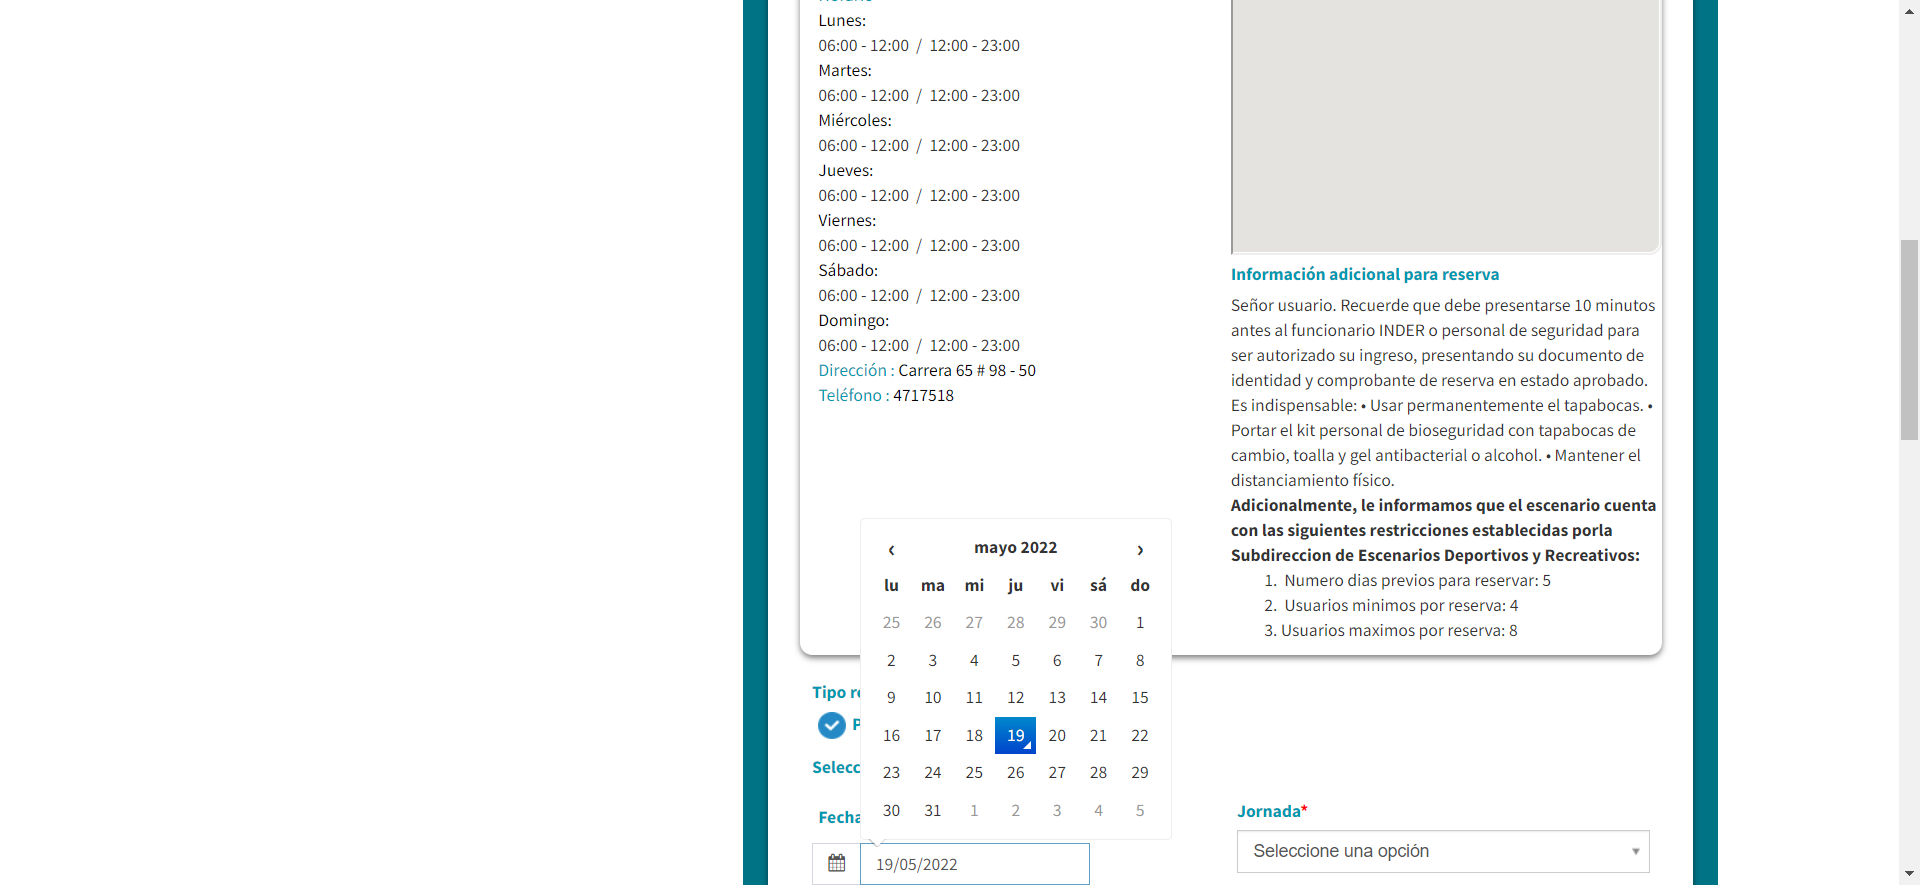 Lunes:
06:00 - 12:00 / 12:00 - 23:00
Martes:
06:00 - 12:00 / 12:00 - 23:00
Miércoles:
06:00 - 12:00 / 12:00 - 23:00
Jueves:
06:00 - 12:00 / 12:00 - 23:00
Viernes:
06:00 - 12:00 / 12:00 - 23:00
Sábado:
06:00 - 12:00 / 12:00 - 23:00
Domingo:
06:00 - 12:00 / 12:00 - 23:00
Dirección : Carrera 65 # 98 - 50
Teléfono : 4717518
Información adicional para reserva
Señor usuario. Recuerde que debe presentarse 10 minutos
antes al funcionario INDER o personal de seguridad para
ser autorizado su ingreso, presentando su documento de
identidad y comprobante de reserva en estado aprobado.
Es indispensable: • Usar permanentemente el tapabocas. •
Portar el kit personal de bioseguridad con tapabocas de
cambio, toalla y gel antibacterial o alcohol. • Mantener el
distanciamiento físico.
Adicionalmente, le informamos que el escenario cuenta
con las siguientes restricciones establecidas porla
Subdireccion de Escenarios Deportivos y Recreativos:
1. Numero dias previos para reservar: 5
2. Usuarios minimos por reserva: 4
3. Usuarios maximos por reserva: 8
‹ mayo 2022 ›
lu ma mi ju vi sá do
25 26 27 28 29 30 1
2 3 4 5 6 7 8
9 10 11 12 13 14 15
16 17 18 19 20 21 22
23 24 25 26 27 28 29
30 31 1 2 3 4 5
Tipo
Fecha
19/05/2022
Jornada*
Seleccione una opción